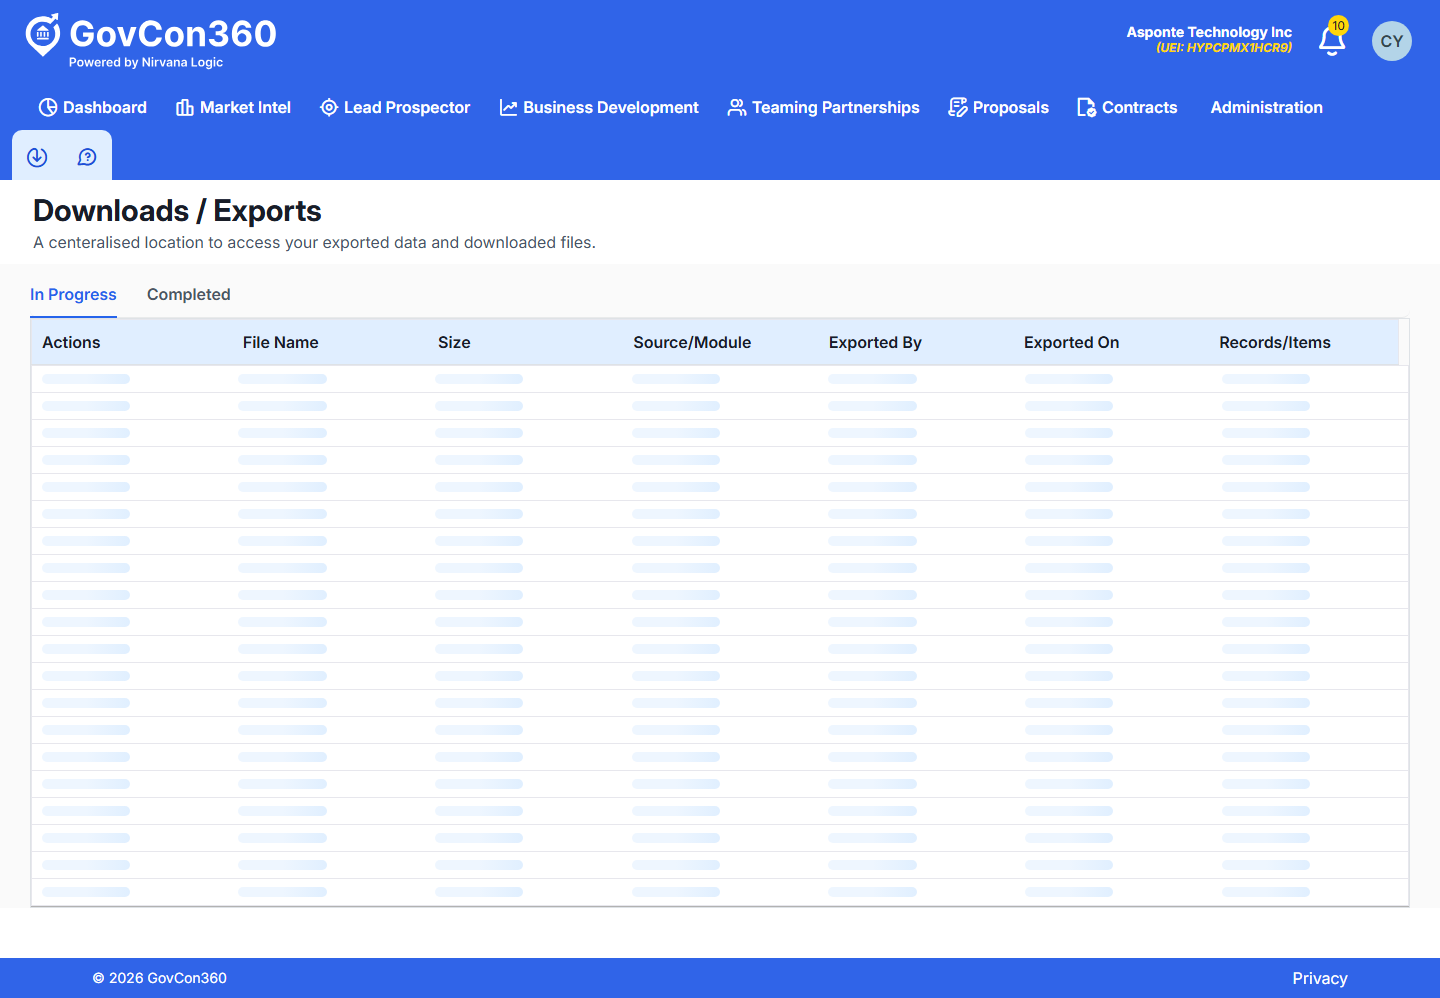 GovCon360
Powered by Nirvana Logic
Asponte Technology Inc
(UEI: HYPCPMX1HCR9)
10
CY
Dashboard
Market Intel
Lead Prospector
Business Development
Teaming Partnerships
Proposals
Contracts
Administration
Downloads / Exports
A centeralised location to access your exported data and downloaded files.
In Progress
Completed
Actions
File Name
Size
Source/Module
Exported By
Exported On
Records/Items
© 2026 GovCon360
Privacy